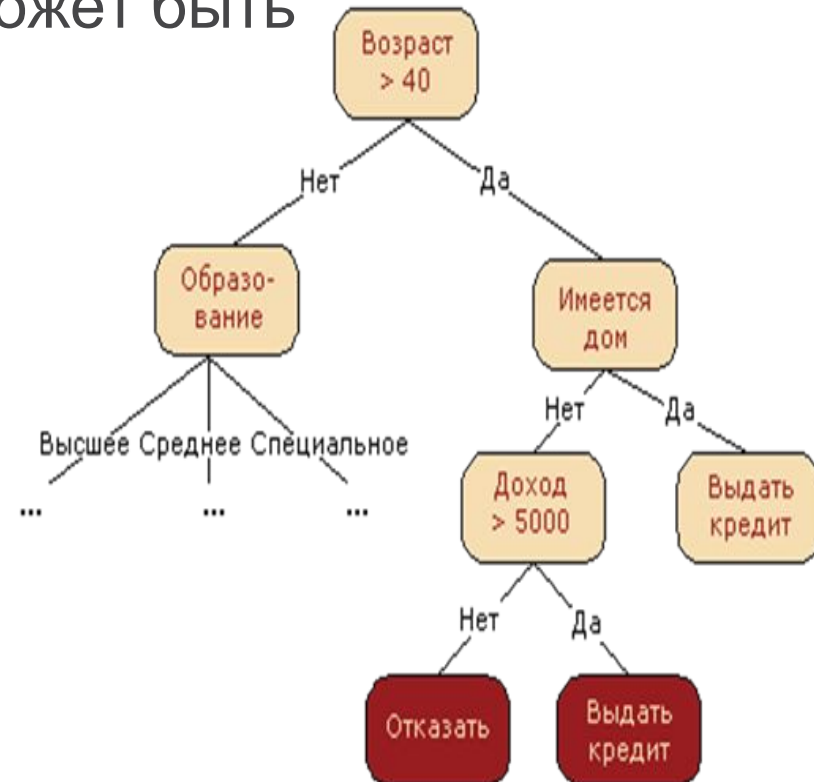 ожет быть
Возраст
> 40
Нет
Да
Образо-
вание
Имеется
дом
Высшее Среднее Специальное
... ... ...
Нет
Да
Доход
> 5000
Выдать
кредит
Нет
Да
Отказать
Выдать
кредит